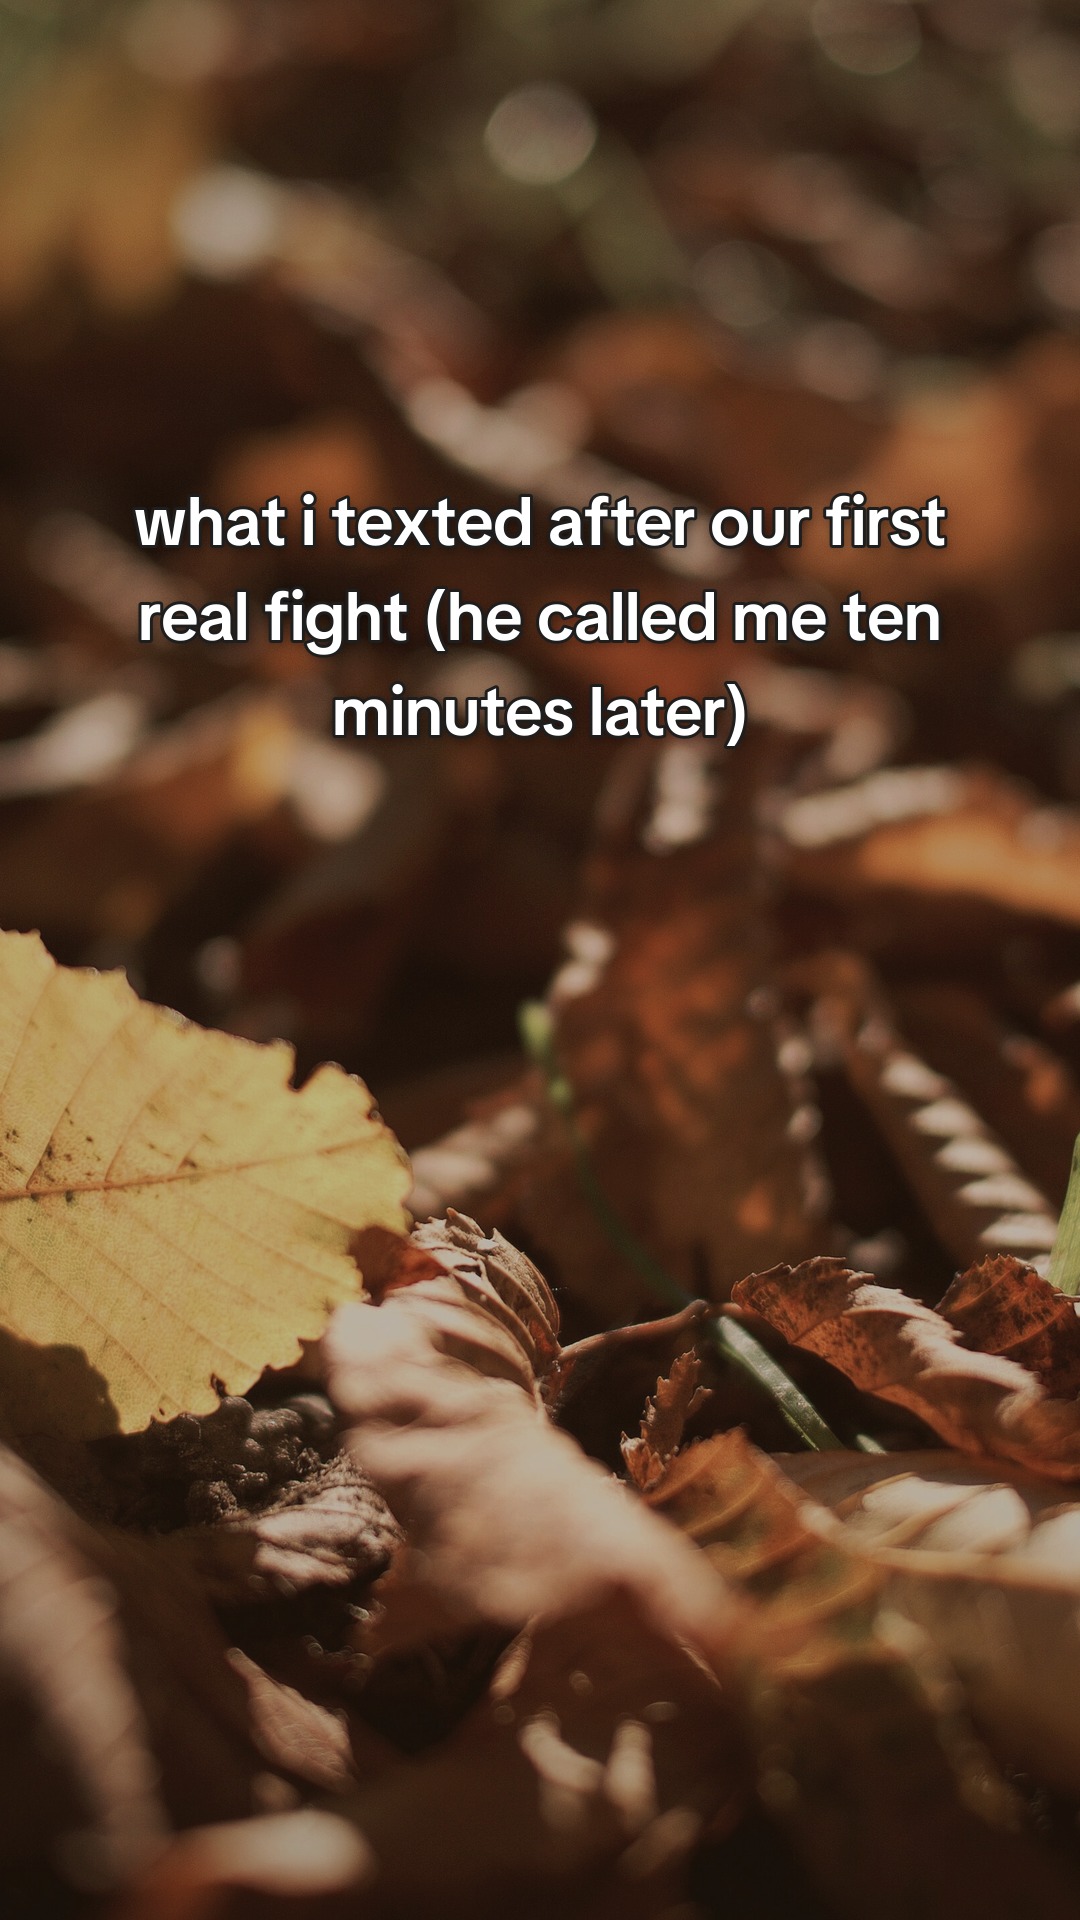 what i texted after our first
real fight (he called me ten
minutes later)